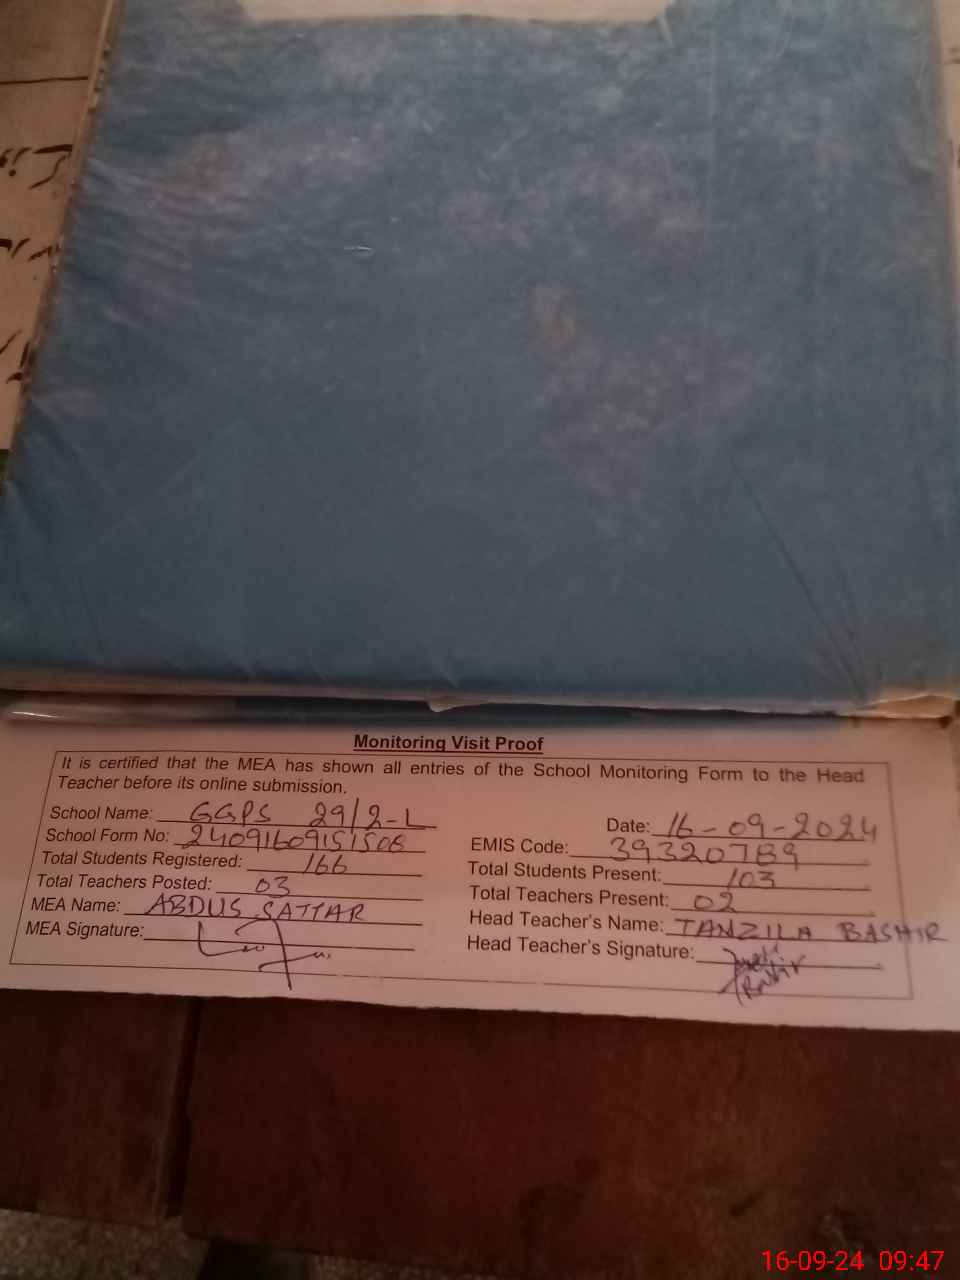 Monitoring Visit Proof
It is certified that the MEA has shown all entries of the School Monitoring Form to the Head
Teacher before its online submission.
School Name: GGPS 29/2-L
Date: 16-09-2024
School Form No: 24091609151506
EMIS Code: 39320789
Total Students Registered: 166
Total Students Present: 103
Total Teachers Posted: 03
Total Teachers Present: 02
MEA Name: ABDUS SATTAR
Head Teacher's Name: TANZILA BASHIR
MEA Signature:
Head Teacher's Signature:
16-09-24 09:47